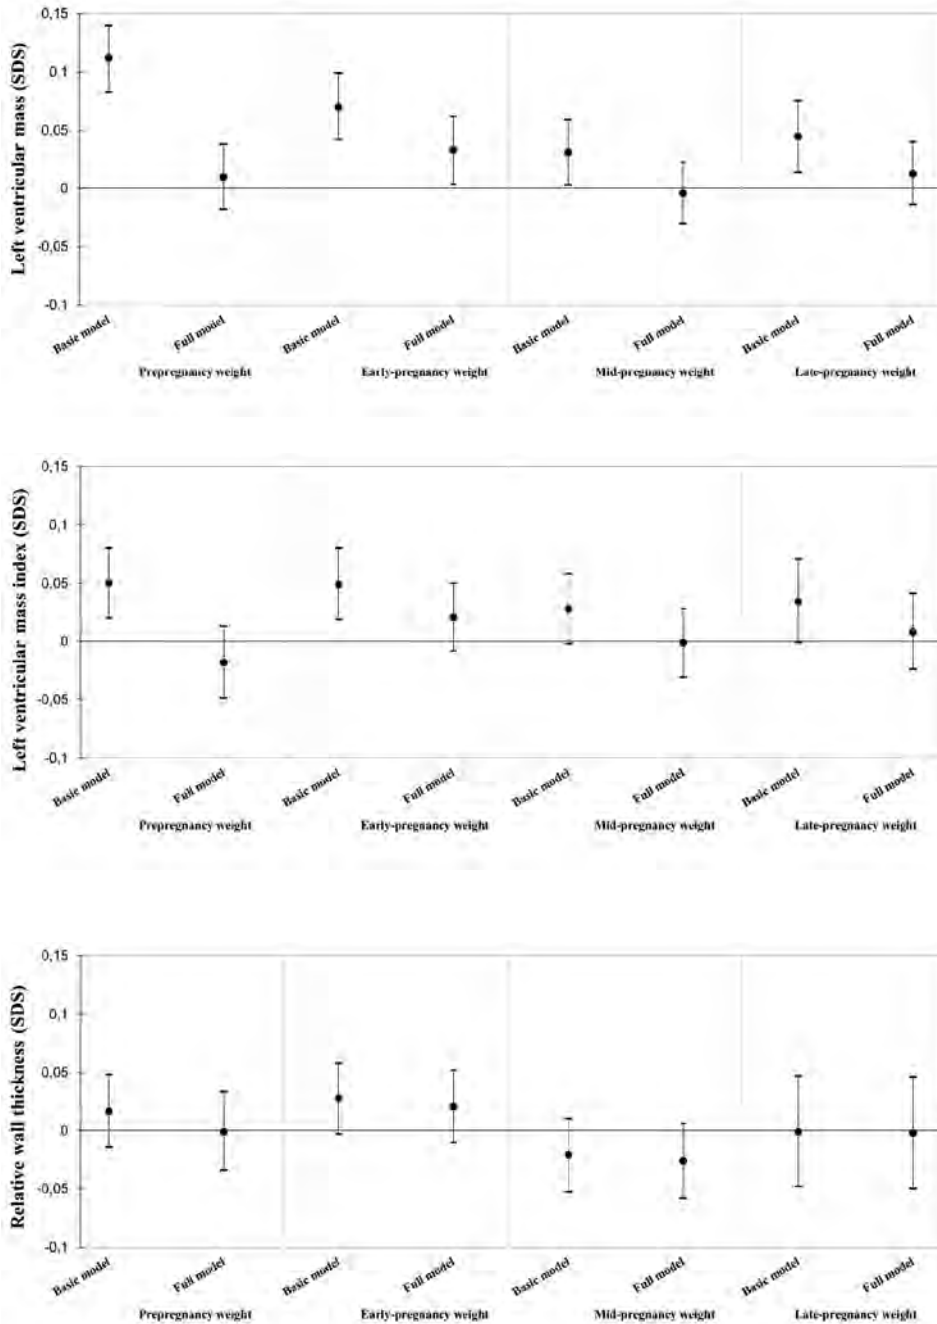 Left ventricular mass (SDS)
0,15
0,1
0,05
0
-0,05
-0,1
Basic model
Full model
Basic model
Full model
Basic model
Full model
Basic model
Full model
Prepregnancy weight
Early-pregnancy weight
Mid-pregnancy weight
Late-pregnancy weight
Left ventricular mass index (SDS)
0,15
0,1
0,05
0
-0,05
-0,1
Basic model
Full model
Basic model
Full model
Basic model
Full model
Basic model
Full model
Prepregnancy weight
Early-pregnancy weight
Mid-pregnancy weight
Late-pregnancy weight
Relative wall thickness (SDS)
0,15
0,1
0,05
0
-0,05
-0,1
Basic model
Full model
Basic model
Full model
Basic model
Full model
Basic model
Full model
Prepregnancy weight
Early-pregnancy weight
Mid-pregnancy weight
Late-pregnancy weight